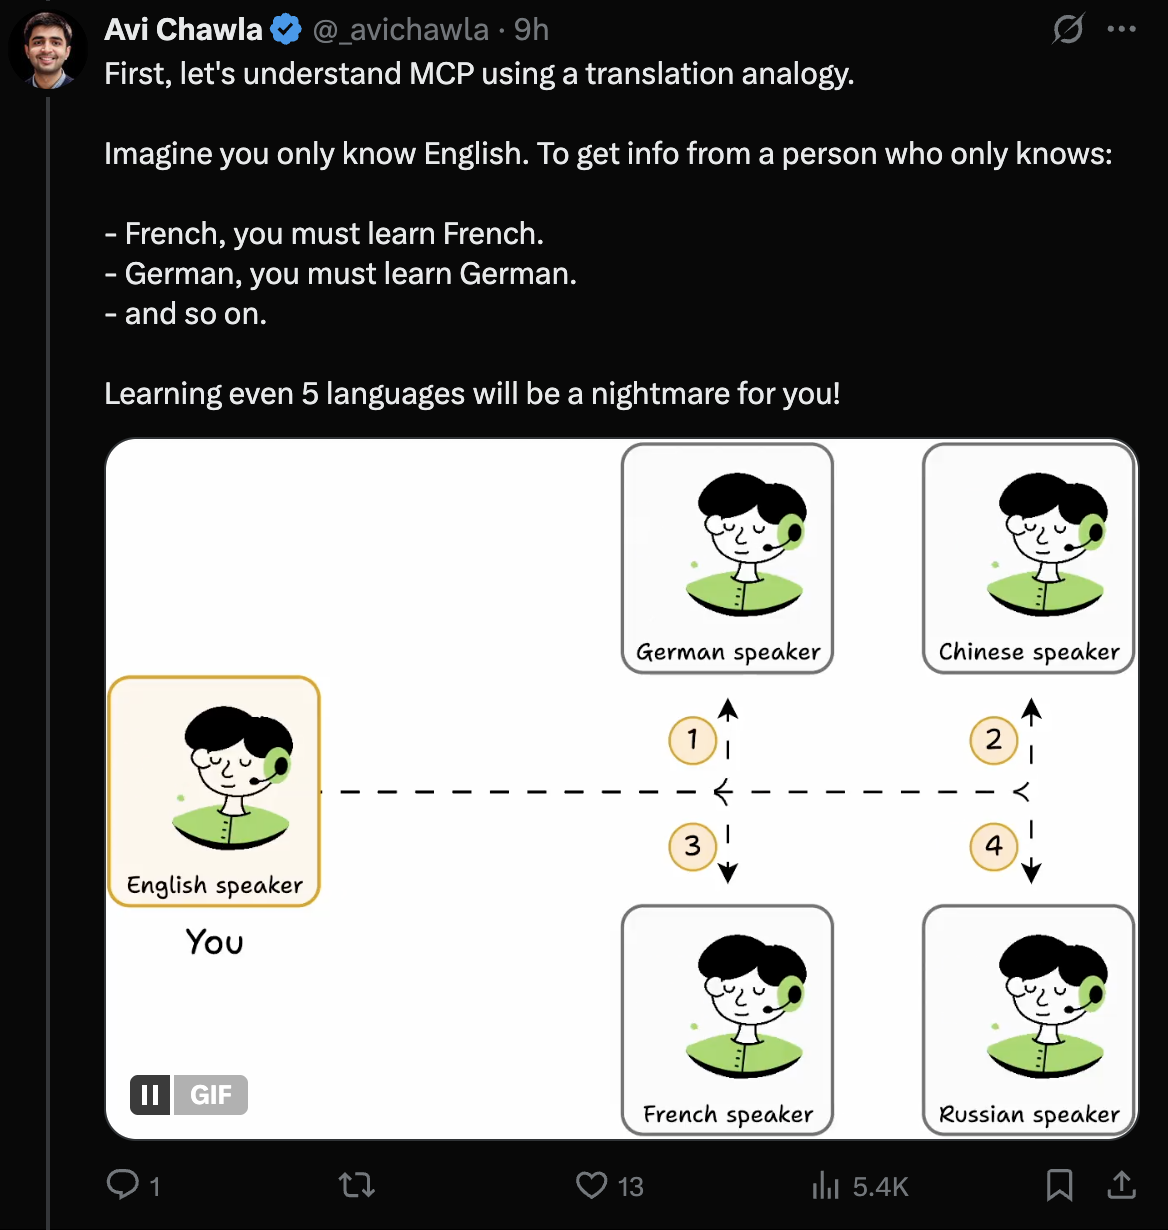 Avi Chawla @_avichawla · 9h
First, let's understand MCP using a translation analogy.
Imagine you only know English. To get info from a person who only knows:
- French, you must learn French.
- German, you must learn German.
- and so on.
Learning even 5 languages will be a nightmare for you!
German speaker
Chinese speaker
1
2
English speaker
You
3
4
French speaker
Russian speaker
GIF
1
13
5.4K